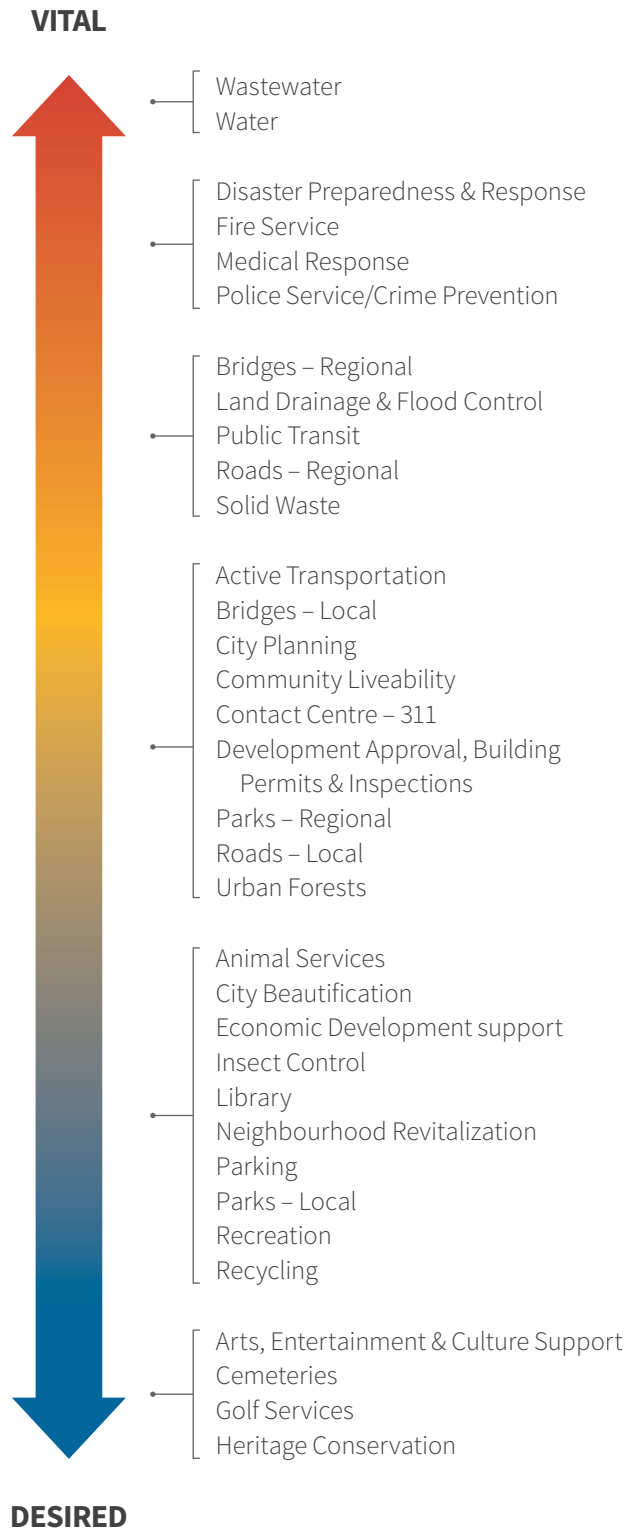 VITAL
Wastewater
Water
Disaster Preparedness & Response
Fire Service
Medical Response
Police Service/Crime Prevention
Bridges – Regional
Land Drainage & Flood Control
Public Transit
Roads – Regional
Solid Waste
Active Transportation
Bridges – Local
City Planning
Community Liveability
Contact Centre – 311
Development Approval, Building
Permits & Inspections
Parks – Regional
Roads – Local
Urban Forests
Animal Services
City Beautification
Economic Development support
Insect Control
Library
Neighbourhood Revitalization
Parking
Parks – Local
Recreation
Recycling
Arts, Entertainment & Culture Support
Cemeteries
Golf Services
Heritage Conservation
DESIRED